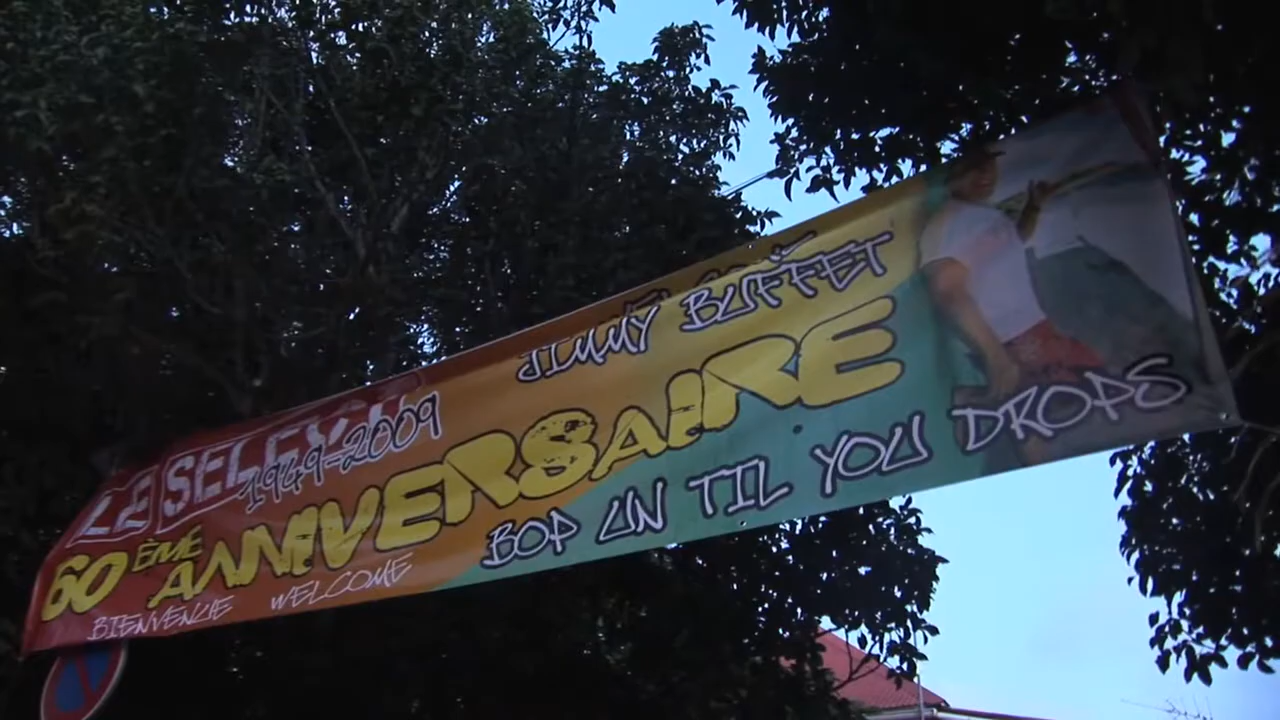 LE SELECT
1949-2009
JIMMY BUFFET
60 ÈME ANNIVERSAIRE
BOP UN TIL YOU DROPS
BIENVENUE WELCOME